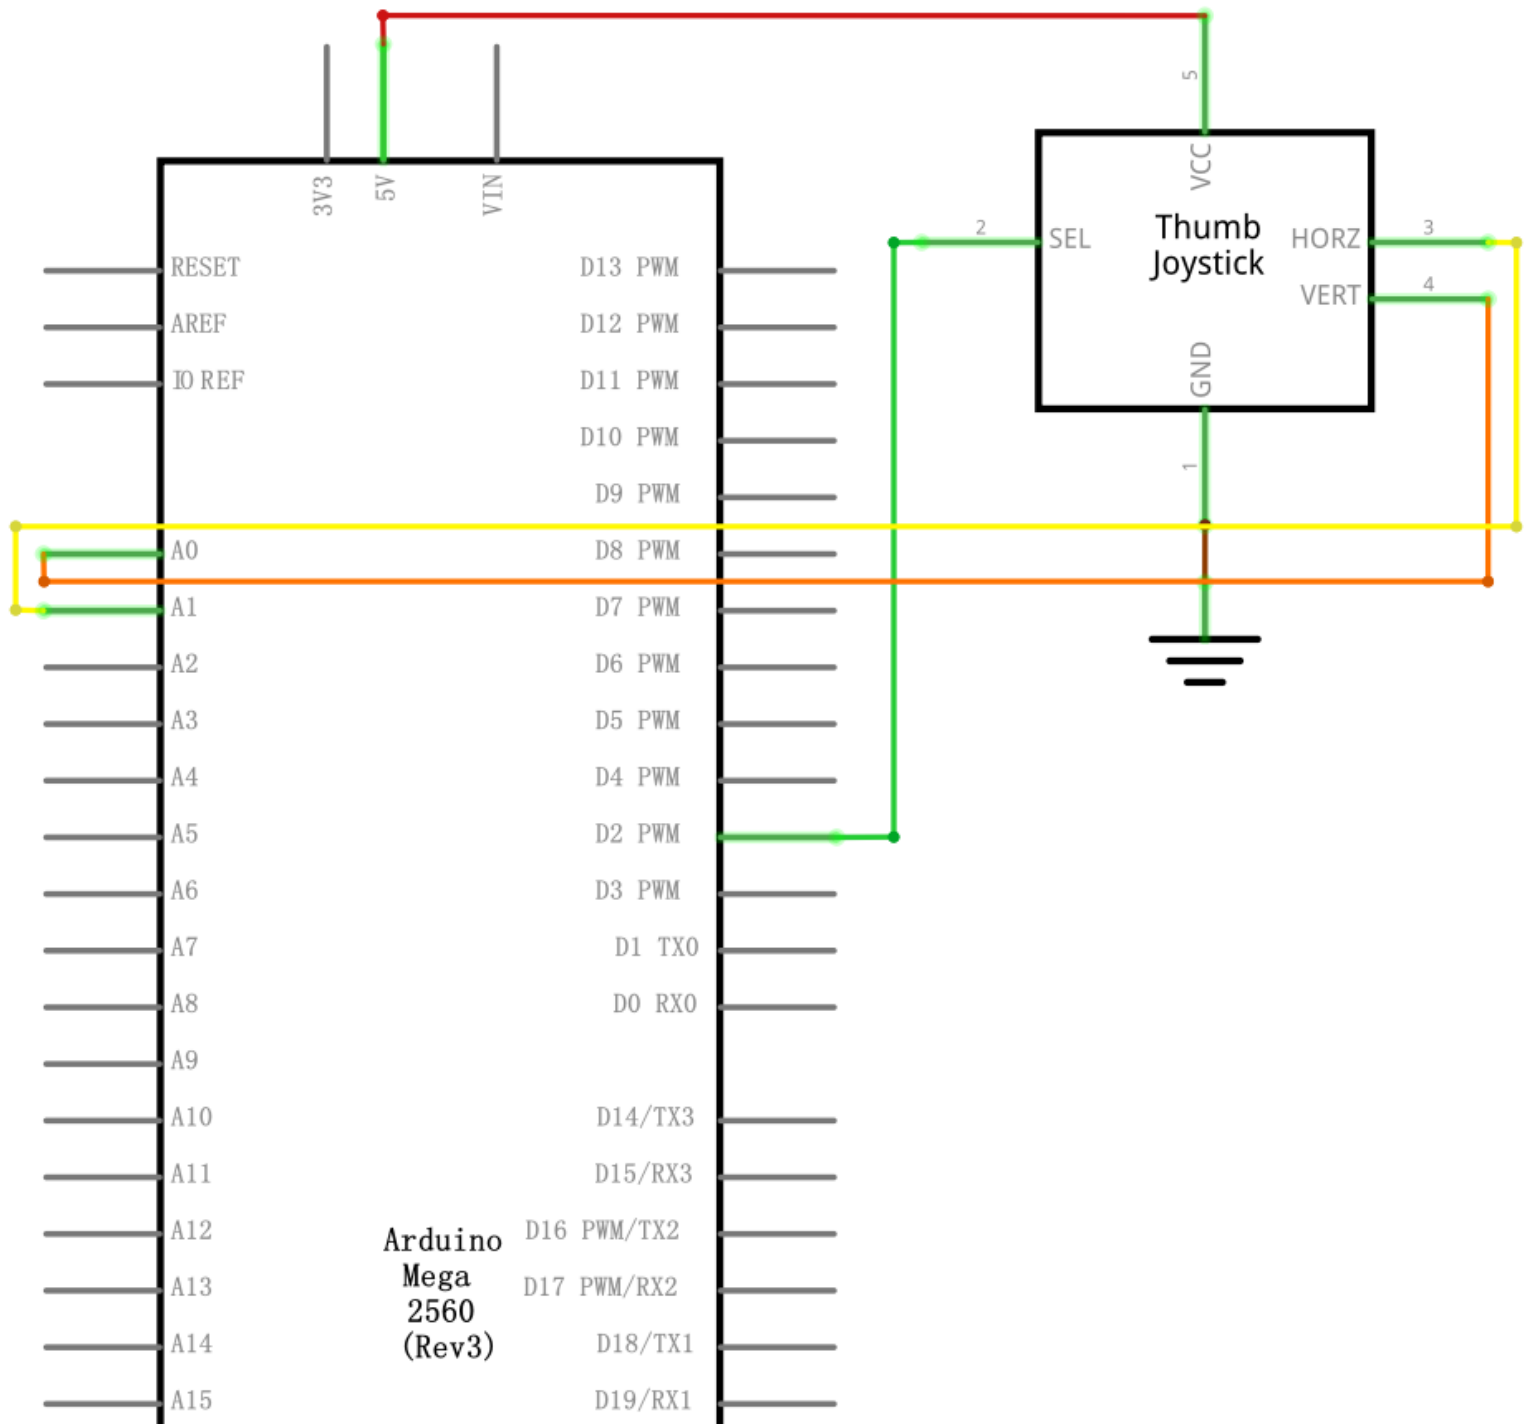 5
3V3
5V
VIN
VCC
2
SEL
Thumb
Joystick
HORZ
3
VERT
4
GND
1
RESET
D13 PWM
AREF
D12 PWM
IO REF
D11 PWM
D10 PWM
D9 PWM
A0
D8 PWM
A1
D7 PWM
A2
D6 PWM
A3
D5 PWM
A4
D4 PWM
A5
D2 PWM
A6
D3 PWM
A7
D1 TX0
A8
D0 RX0
A9
A10
D14/TX3
A11
D15/RX3
A12
D16 PWM/TX2
A13
D17 PWM/RX2
A14
D18/TX1
A15
D19/RX1
Arduino
Mega
2560
(Rev3)